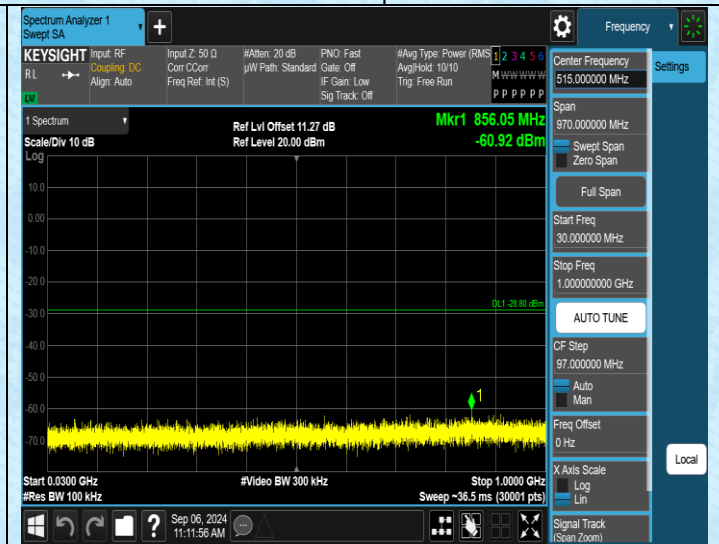 Spectrum Analyzer 1
Swept SA
Frequency
KEYSIGHT
RL
Input: RF
Coupling: DC
Align: Auto
Input Z: 50 Ω
Corr CCorr
Freq Ref: Int (S)
#Atten: 20 dB
µW Path: Standard
PNO: Fast
Gate: Off
IF Gain: Low
Sig Track: Off
#Avg Type: Power (RMS
Avg|Hold: 10/10
Trig: Free Run
1 2 3 4 5 6
M W W W W W
P P P P P P
1 Spectrum
Scale/Div 10 dB
Log
Ref Lvl Offset 11.27 dB
Ref Level 20.00 dBm
Mkr1 856.05 MHz
-60.92 dBm
10.0
0.00
-10.0
-20.0
DL1 -28.80 dBm
-30.0
-40.0
-50.0
1
-60.0
-70.0
Start 0.0300 GHz
#Res BW 100 kHz
#Video BW 300 kHz
Stop 1.0000 GHz
Sweep ~36.5 ms (30001 pts)
Sep 06, 2024
11:11:56 AM
Center Frequency
515.000000 MHz
Span
970.000000 MHz
Swept Span
Zero Span
Full Span
Start Freq
30.000000 MHz
Stop Freq
1.000000000 GHz
AUTO TUNE
CF Step
97.000000 MHz
Auto
Man
Freq Offset
0 Hz
X Axis Scale
Log
Lin
Signal Track
(Span Zoom)
Settings
Local